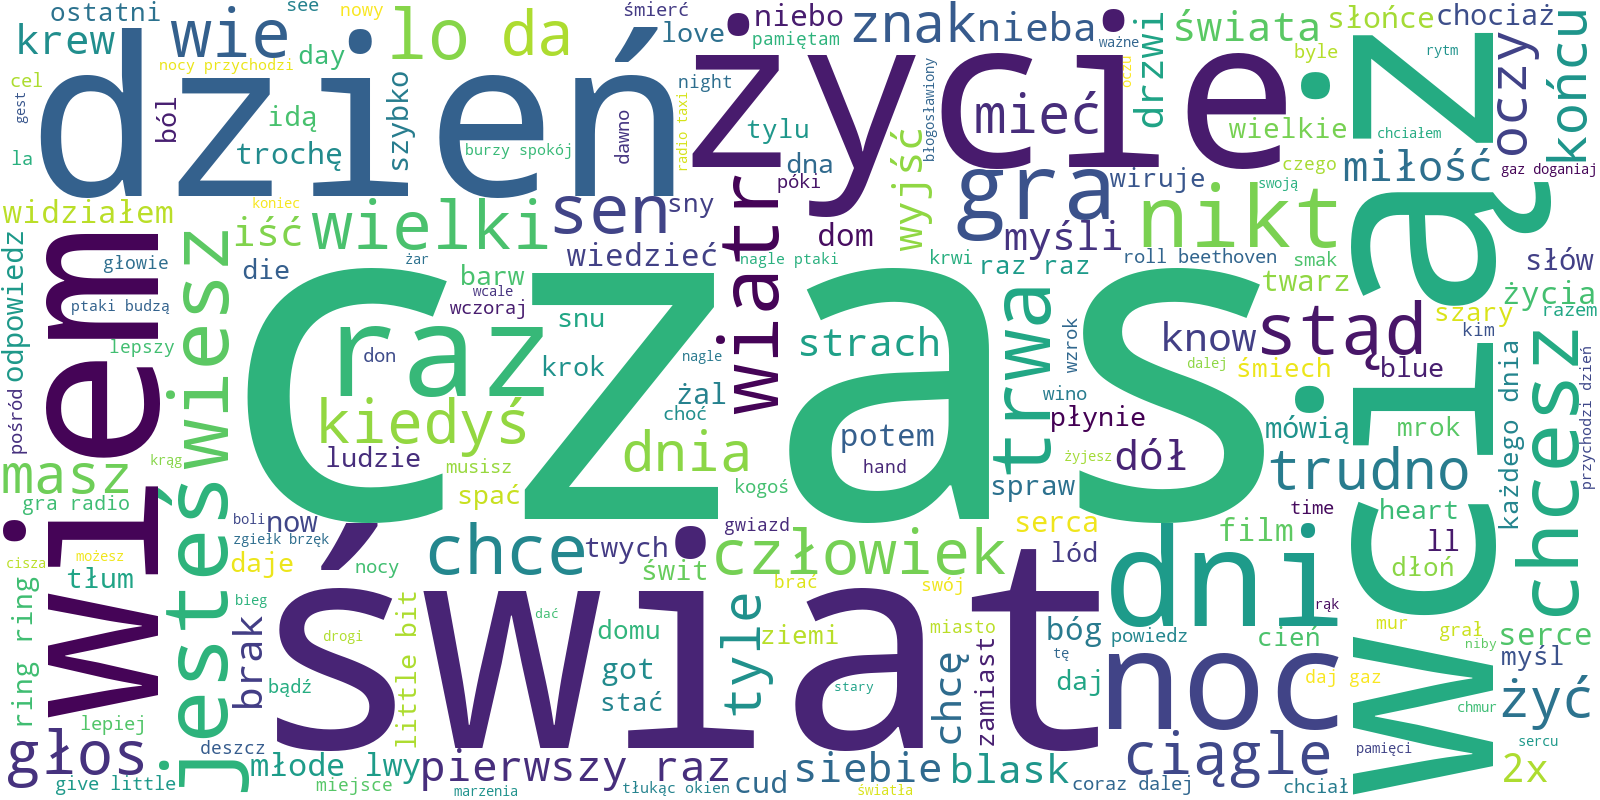 ostatni
see
nowy
śmierć
niebo
znak
nieba
świata
słońce
chociaż
krew
wie
day
lo da
love
pamiętam
ważne
drzwi
byle
rytm
oczy
końcu
nocy przychodzi
cel
gest
dzień
życie
night
radio taxi
oczu
wciąż
ból
idą
szybko
dawno
mieć
tylu
błogosławiony
wyjść
wielkie
chciałem
la
trochę
burzy spokój
dna
póki
gra
wiruje
czego
swoją
miłość
gaz doganiaj
widziałem
koniec
iść
wielki
sen
sny
wiatr
dom
myśli
nikt
odpowiedz
głowie
die
żar
barw
wiedzieć
nagle ptaki
krwi
raz raz
roll beethoven
smak
twarz
słów
życia
ptaki budzą
wcale
wczoraj
snu
czas
raz
strach
trwa
wzrok
know
stąd
szary
razem
kim
lepszy
wiem
jesteś
wiesz
don
krok
nagle
dalej
śmiech
blue
każdego dnia
chcesz
przychodzi dzień
pośród
kiedyś
żal
choć
wino
płynie
mówią
mrok
krąg
masz
ludzie
musisz
dnia
potem
hand
żyjesz
dół
trudno
gra radio
spać
kogoś
spraw
boli
now
zgiełk brzęk
gwiazd
serca
time
heart
film
ll
cisza
możesz
tłum
daje
nocy
chce
twych
świt
człowiek
lód
dni
dłoń
ring ring
bieg
brak
drogi
little bit
świat
dać
domu
tyle
brać
ziemi
swój
miasto
bóg
powiedz
rąk
cień
mur
grał
niby
serce
tę
myśl
bądź
got
stać
stary
chcę
zamiast
daj
noc
daj gaz
chmur
żyć
lepiej
głos
deszcz
młode lwy
pierwszy raz
cud
siebie
blask
ciągle
pamięci
sercu
2x
give little
miejsce
marzenia
tłukąc okien
światła
coraz dalej
chciał